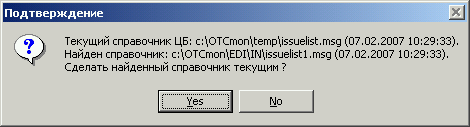 Подтверждение
Текущий справочник ЦБ: c:\OTCmon\temp\issuelist.msg (07.02.2007 10:29:33).
Найден справочник: c:\OTCmon\EDI\IN\issuelist1.msg (07.02.2007 10:29:33).
Сделать найденный справочник текущим ?
Yes
No